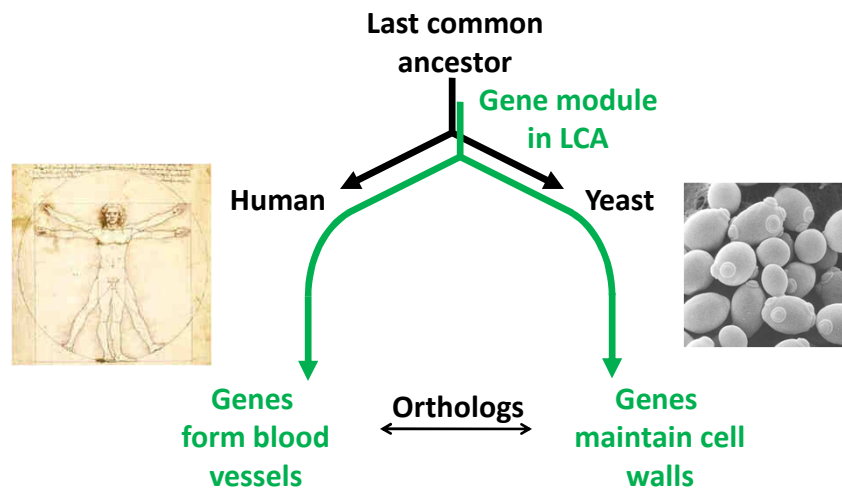 Last common
ancestor
Gene module
in LCA
Human
Yeast
Genes
form blood
vessels
Orthologs
Genes
maintain cell
walls